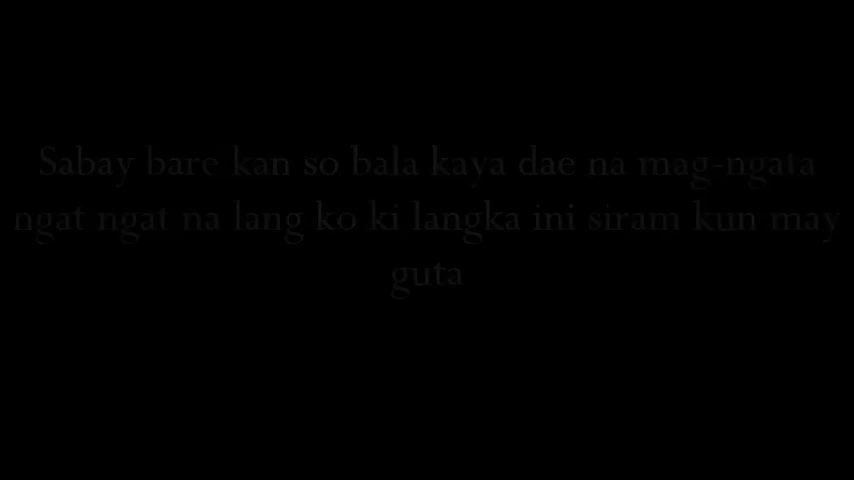 Sabay bare kan so bala kaya dae na mag-ngata
ngat ngat na lang ko ki langka ini siram kun may
guta